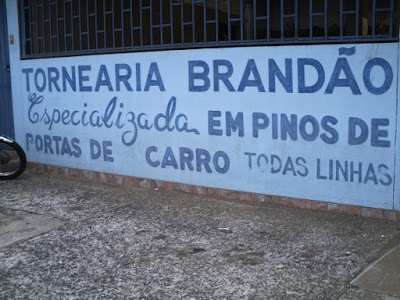 TORNEARIA BRANDÃO
Especializada EM PINOS DE
PORTAS DE CARRO TODAS LINHAS